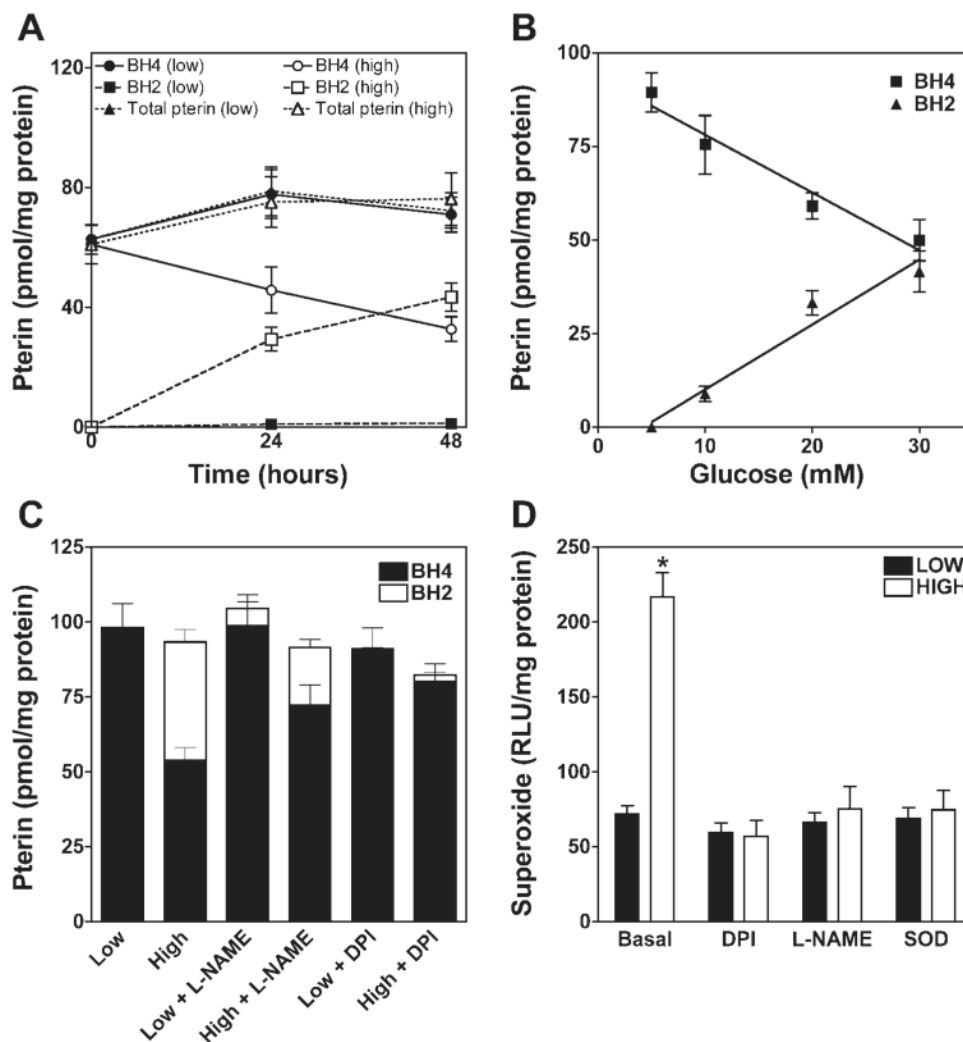 A
BH4 (low)
BH4 (high)
BH2 (low)
BH2 (high)
Total pterin (low)
Total pterin (high)
Pterin (pmol/mg protein)
120
80
40
0
0
24
48
Time (hours)
B
BH4
BH2
Pterin (pmol/mg protein)
100
75
50
25
0
0
10
20
30
Glucose (mM)
C
BH4
BH2
Pterin (pmol/mg protein)
125
100
75
50
25
0
Low
High
Low + L-NAME
High + L-NAME
Low + DPI
High + DPI
D
LOW
HIGH
Superoxide (RLU/mg protein)
250
200
150
100
50
0
*
Basal
DPI
L-NAME
SOD